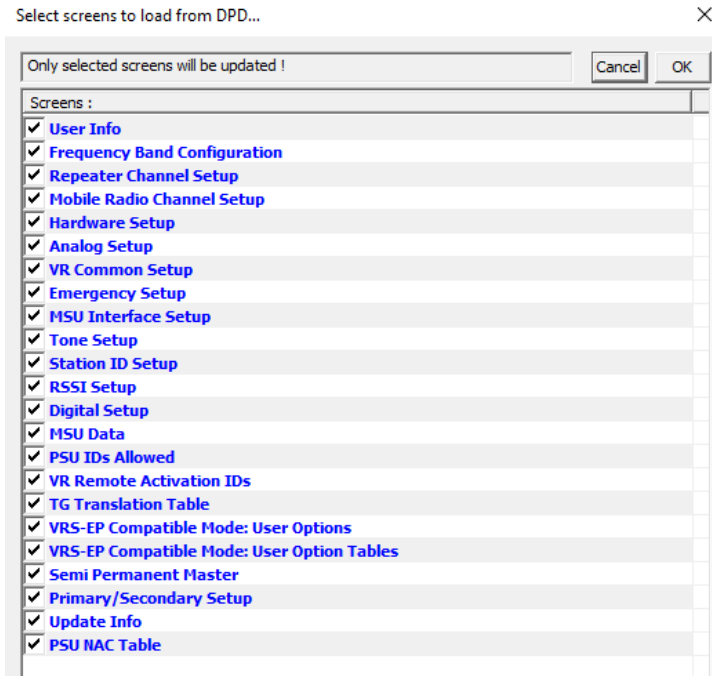 Select screens to load from DPD...
Only selected screens will be updated !
Cancel
OK
Screens :
User Info
Frequency Band Configuration
Repeater Channel Setup
Mobile Radio Channel Setup
Hardware Setup
Analog Setup
VR Common Setup
Emergency Setup
MSU Interface Setup
Tone Setup
Station ID Setup
RSSI Setup
Digital Setup
MSU Data
PSU IDs Allowed
VR Remote Activation IDs
TG Translation Table
VRS-EP Compatible Mode: User Options
VRS-EP Compatible Mode: User Option Tables
Semi Permanent Master
Primary/Secondary Setup
Update Info
PSU NAC Table